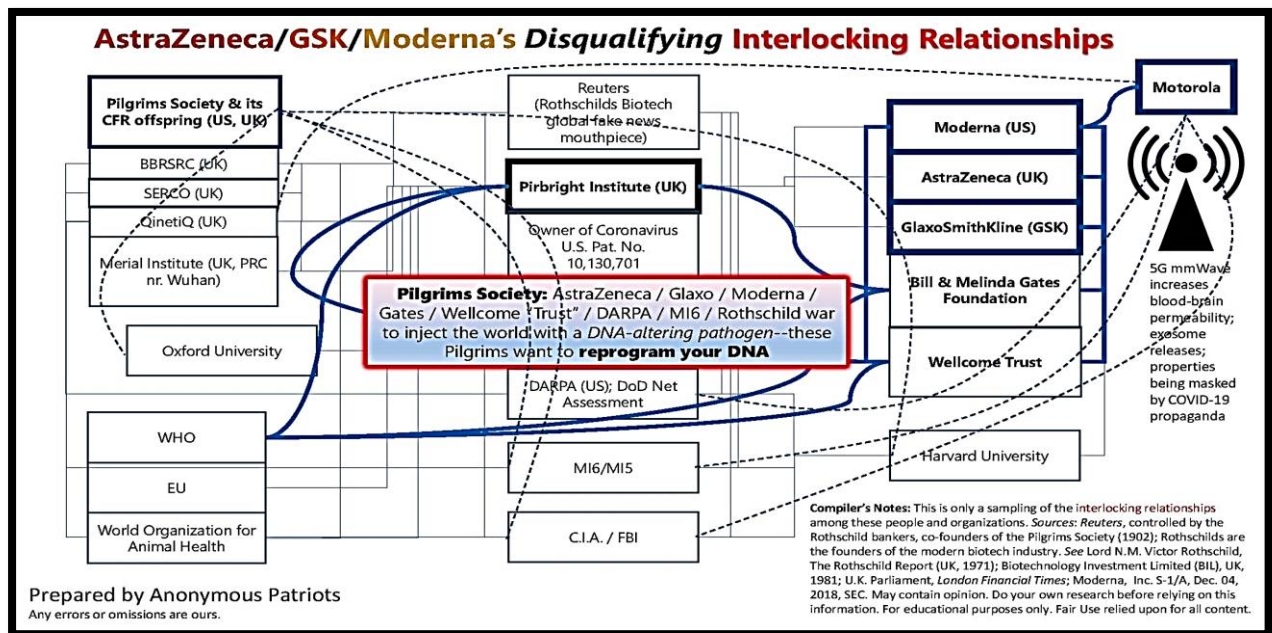 AstraZeneca/GSK/Moderna's Disqualifying Interlocking Relationships
Pilgrims Society & its
CFR offspring (US, UK)
BBRSRC (UK)
SERCO (UK)
QinetiQ (UK)
Merial Institute (UK, PRC
nr. Wuhan)
Oxford University
WHO
EU
World Organization for
Animal Health
Reuters
(Rothschilds Biotech
global fake news
mouthpiece)
Pirbright Institute (UK)
Owner of Coronavirus
U.S. Pat. No.
10,130,701
Pilgrims Society: AstraZeneca / Glaxo / Moderna /
Gates / Wellcome "Trust" / DARPA / MI6 / Rothschild war
to inject the world with a DNA-altering pathogen--these
Pilgrims want to reprogram your DNA
DARPA (US); DoD Net
Assessment
MI6/MI5
C.I.A. / FBI
Moderna (US)
AstraZeneca (UK)
GlaxoSmithKline (GSK)
Bill & Melinda Gates
Foundation
Wellcome Trust
Harvard University
Motorola
5G mmWave
increases
blood-brain
permeability;
exosome
releases;
properties
being masked
by COVID-19
propaganda
Compiler's Notes: This is only a sampling of the interlocking relationships
among these people and organizations. Sources: Reuters, controlled by the
Rothschild bankers, co-founders of the Pilgrims Society (1902); Rothschilds are
the founders of the modern biotech industry. See Lord N.M. Victor Rothschild,
The Rothschild Report (UK, 1971); Biotechnology Investment Limited (BIL), UK,
1981; U.K. Parliament, London Financial Times; Moderna, Inc. S-1/A, Dec. 04,
2018, SEC. May contain opinion. Do your own research before relying on this
information. For educational purposes only. Fair Use relied upon for all content.
Prepared by Anonymous Patriots
Any errors or omissions are ours.